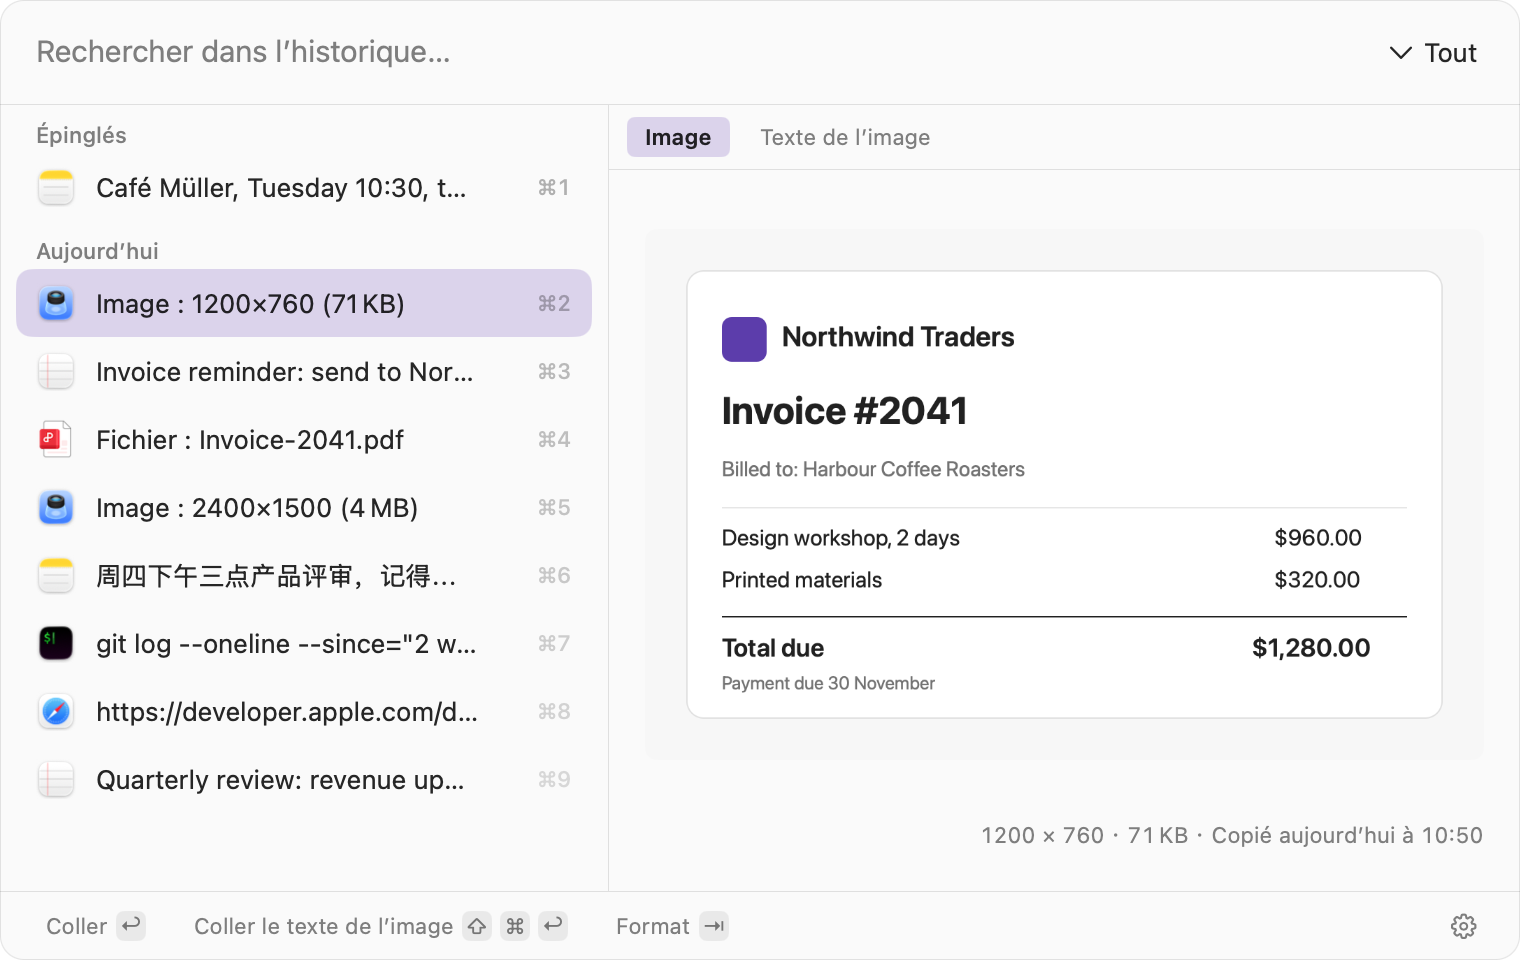 Rechercher dans l’historique...
Tout
Épinglés
Café Müller, Tuesday 10:30, t... ⌘1
Aujourd’hui
Image : 1200×760 (71 KB) ⌘2
Invoice reminder: send to Nor... ⌘3
Fichier : Invoice-2041.pdf ⌘4
Image : 2400×1500 (4 MB) ⌘5
周四下午三点产品评审，记得... ⌘6
$|
git log --oneline --since="2 w... ⌘7
https://developer.apple.com/d... ⌘8
Quarterly review: revenue up... ⌘9
Image
Texte de l’image
Northwind Traders
Invoice #2041
Billed to: Harbour Coffee Roasters
Design workshop, 2 days $960.00
Printed materials $320.00
Total due $1,280.00
Payment due 30 November
1200 × 760 · 71 KB · Copié aujourd’hui à 10:50
Coller ↩
Coller le texte de l’image ⇧ ⌘ ↩
Format ⇥